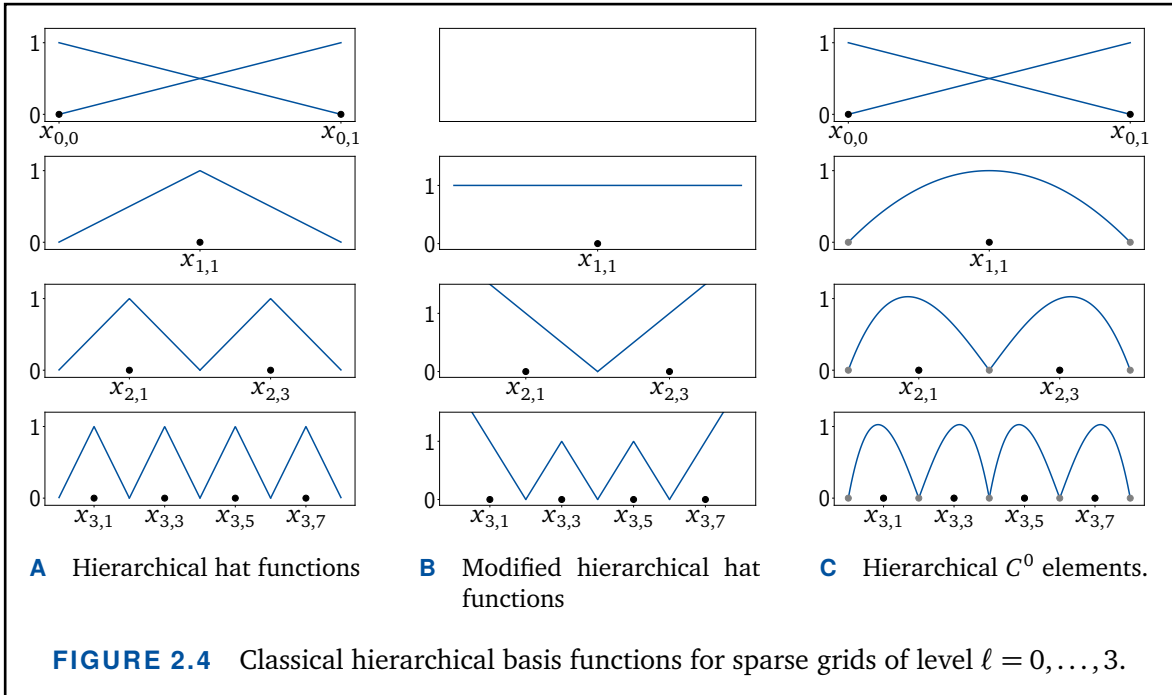 1
0
x0,0 x0,1
1
0
x0,0 x0,1
1
0
x1,1
1
0
x1,1
1
0
x1,1
1
0
x2,1 x2,3
1
0
x2,1 x2,3
1
0
x2,1 x2,3
1
0
x3,1 x3,3 x3,5 x3,7
1
0
x3,1 x3,3 x3,5 x3,7
1
0
x3,1 x3,3 x3,5 x3,7
A Hierarchical hat functions
B Modified hierarchical hat
functions
C Hierarchical C⁰ elements.
FIGURE 2.4 Classical hierarchical basis functions for sparse grids of level ℓ = 0,...,3.